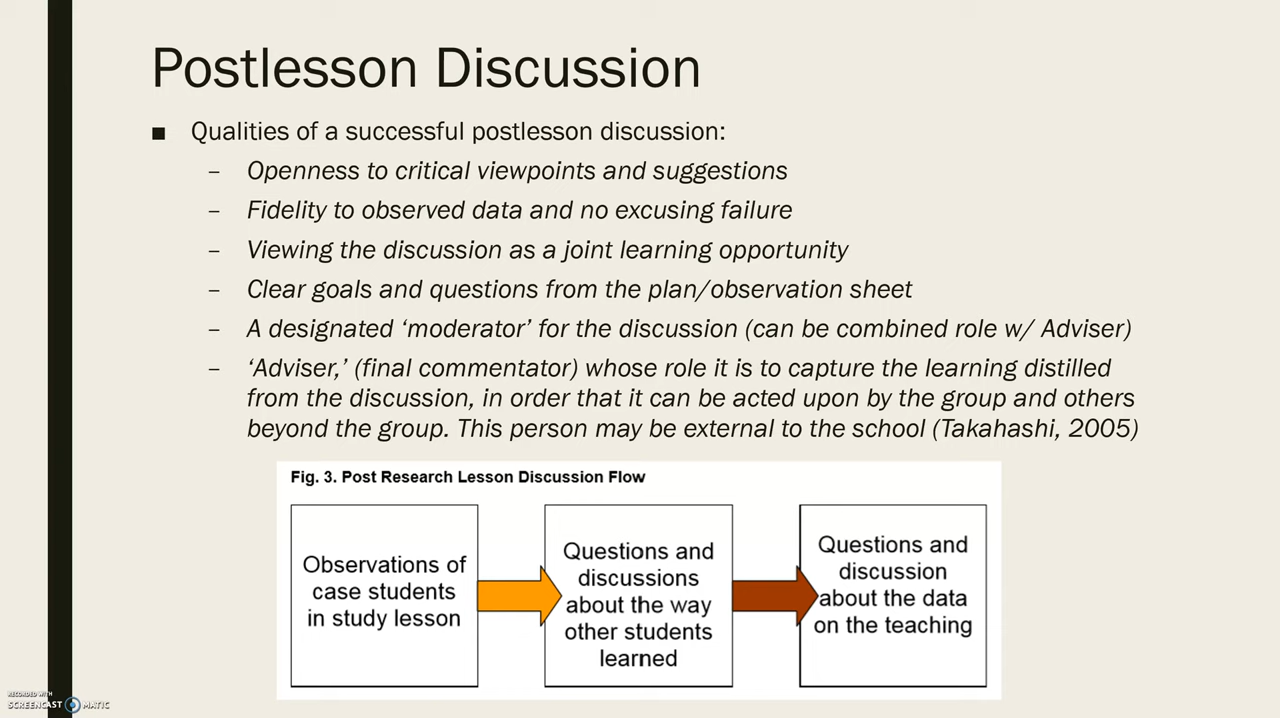 Postlesson Discussion
■ Qualities of a successful postlesson discussion:
– Openness to critical viewpoints and suggestions
– Fidelity to observed data and no excusing failure
– Viewing the discussion as a joint learning opportunity
– Clear goals and questions from the plan/observation sheet
– A designated ‘moderator’ for the discussion (can be combined role w/ Adviser)
– ‘Adviser,’ (final commentator) whose role it is to capture the learning distilled
from the discussion, in order that it can be acted upon by the group and others
beyond the group. This person may be external to the school (Takahashi, 2005)
Fig. 3. Post Research Lesson Discussion Flow
Observations of
case students
in study lesson
Questions and
discussions
about the way
other students
learned
Questions and
discussion
about the data
on the teaching
RECORDED WITH
SCREENCAST MATIC